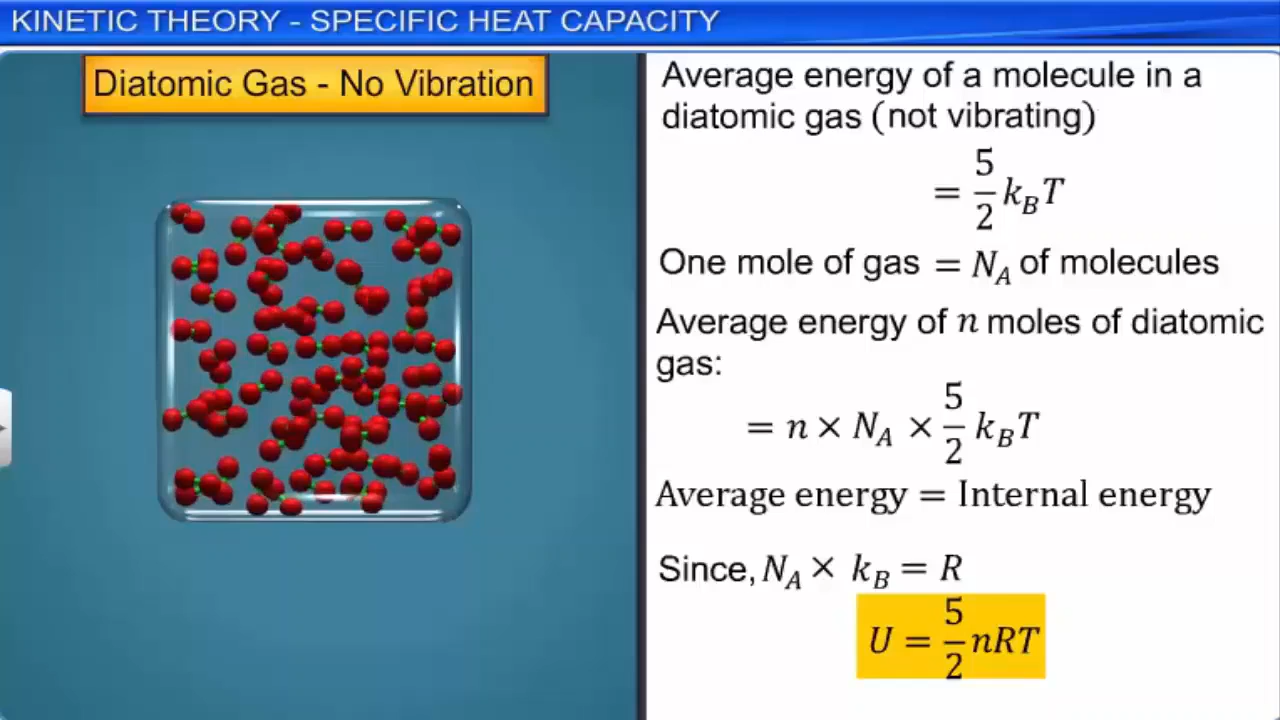 KINETIC THEORY - SPECIFIC HEAT CAPACITY
Diatomic Gas - No Vibration
Average energy of a molecule in a
diatomic gas (not vibrating)
= 5/2 k_B T
One mole of gas = N_A of molecules
Average energy of n moles of diatomic
gas:
= n × N_A × 5/2 k_B T
Average energy = Internal energy
Since, N_A × k_B = R
U = 5/2 nRT